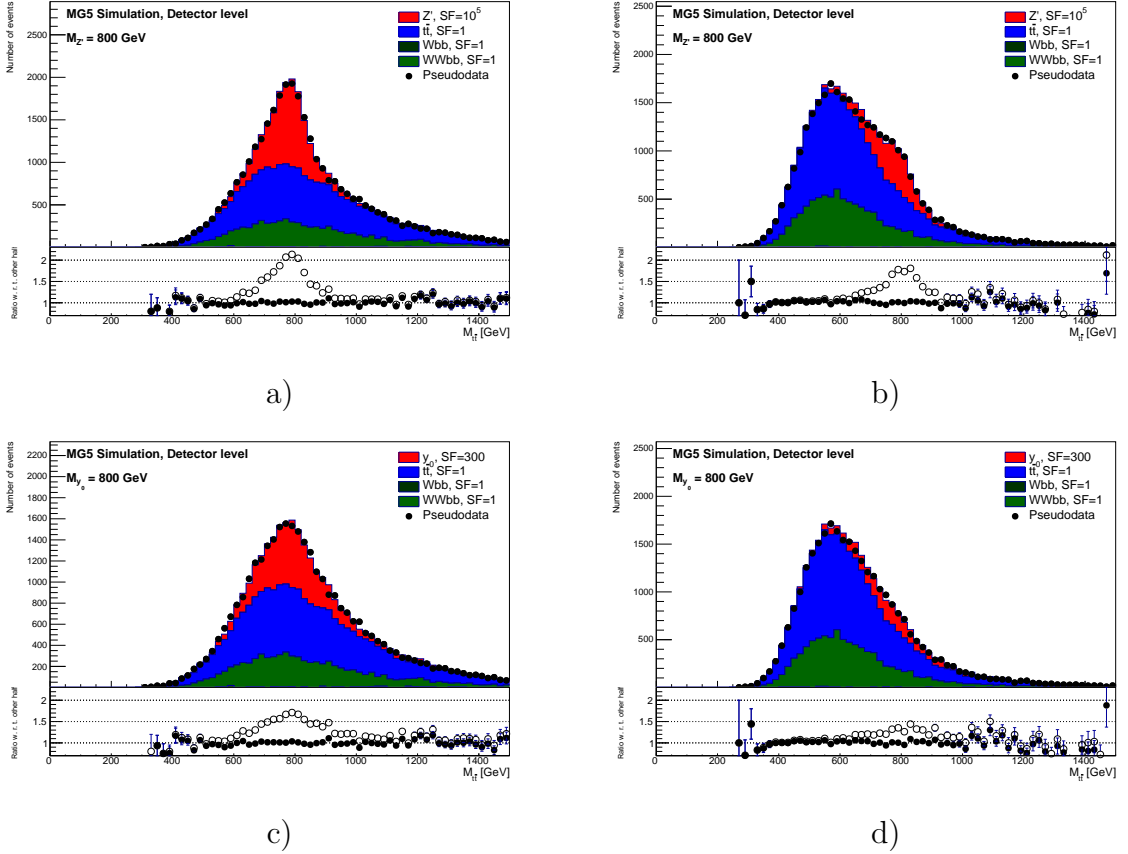 MG5 Simulation, Detector level
M_Z' = 800 GeV
Z', SF=10^5
tt̄, SF=1
Wbb, SF=1
WWbb, SF=1
Pseudodata
Number of events
2500
2000
1500
1000
500
Ratio w. r. t. other half
2
1.5
1
0 200 400 600 800 1000 1200 1400
M_tt̄ [GeV]
a)
MG5 Simulation, Detector level
M_Z' = 800 GeV
Z', SF=10^5
tt̄, SF=1
Wbb, SF=1
WWbb, SF=1
Pseudodata
Number of events
2500
2000
1500
1000
500
Ratio w. r. t. other half
2
1.5
1
0 200 400 600 800 1000 1200 1400
M_tt̄ [GeV]
b)
MG5 Simulation, Detector level
M_y_0 = 800 GeV
y_0, SF=300
tt̄, SF=1
Wbb, SF=1
WWbb, SF=1
Pseudodata
Number of events
2200
2000
1800
1600
1400
1200
1000
800
600
400
200
Ratio w. r. t. other half
2
1.5
1
0 200 400 600 800 1000 1200 1400
M_tt̄ [GeV]
c)
MG5 Simulation, Detector level
M_y_0 = 800 GeV
y_0, SF=300
tt̄, SF=1
Wbb, SF=1
WWbb, SF=1
Pseudodata
Number of events
2500
2000
1500
1000
500
Ratio w. r. t. other half
2
1.5
1
0 200 400 600 800 1000 1200 1400
M_tt̄ [GeV]
d)